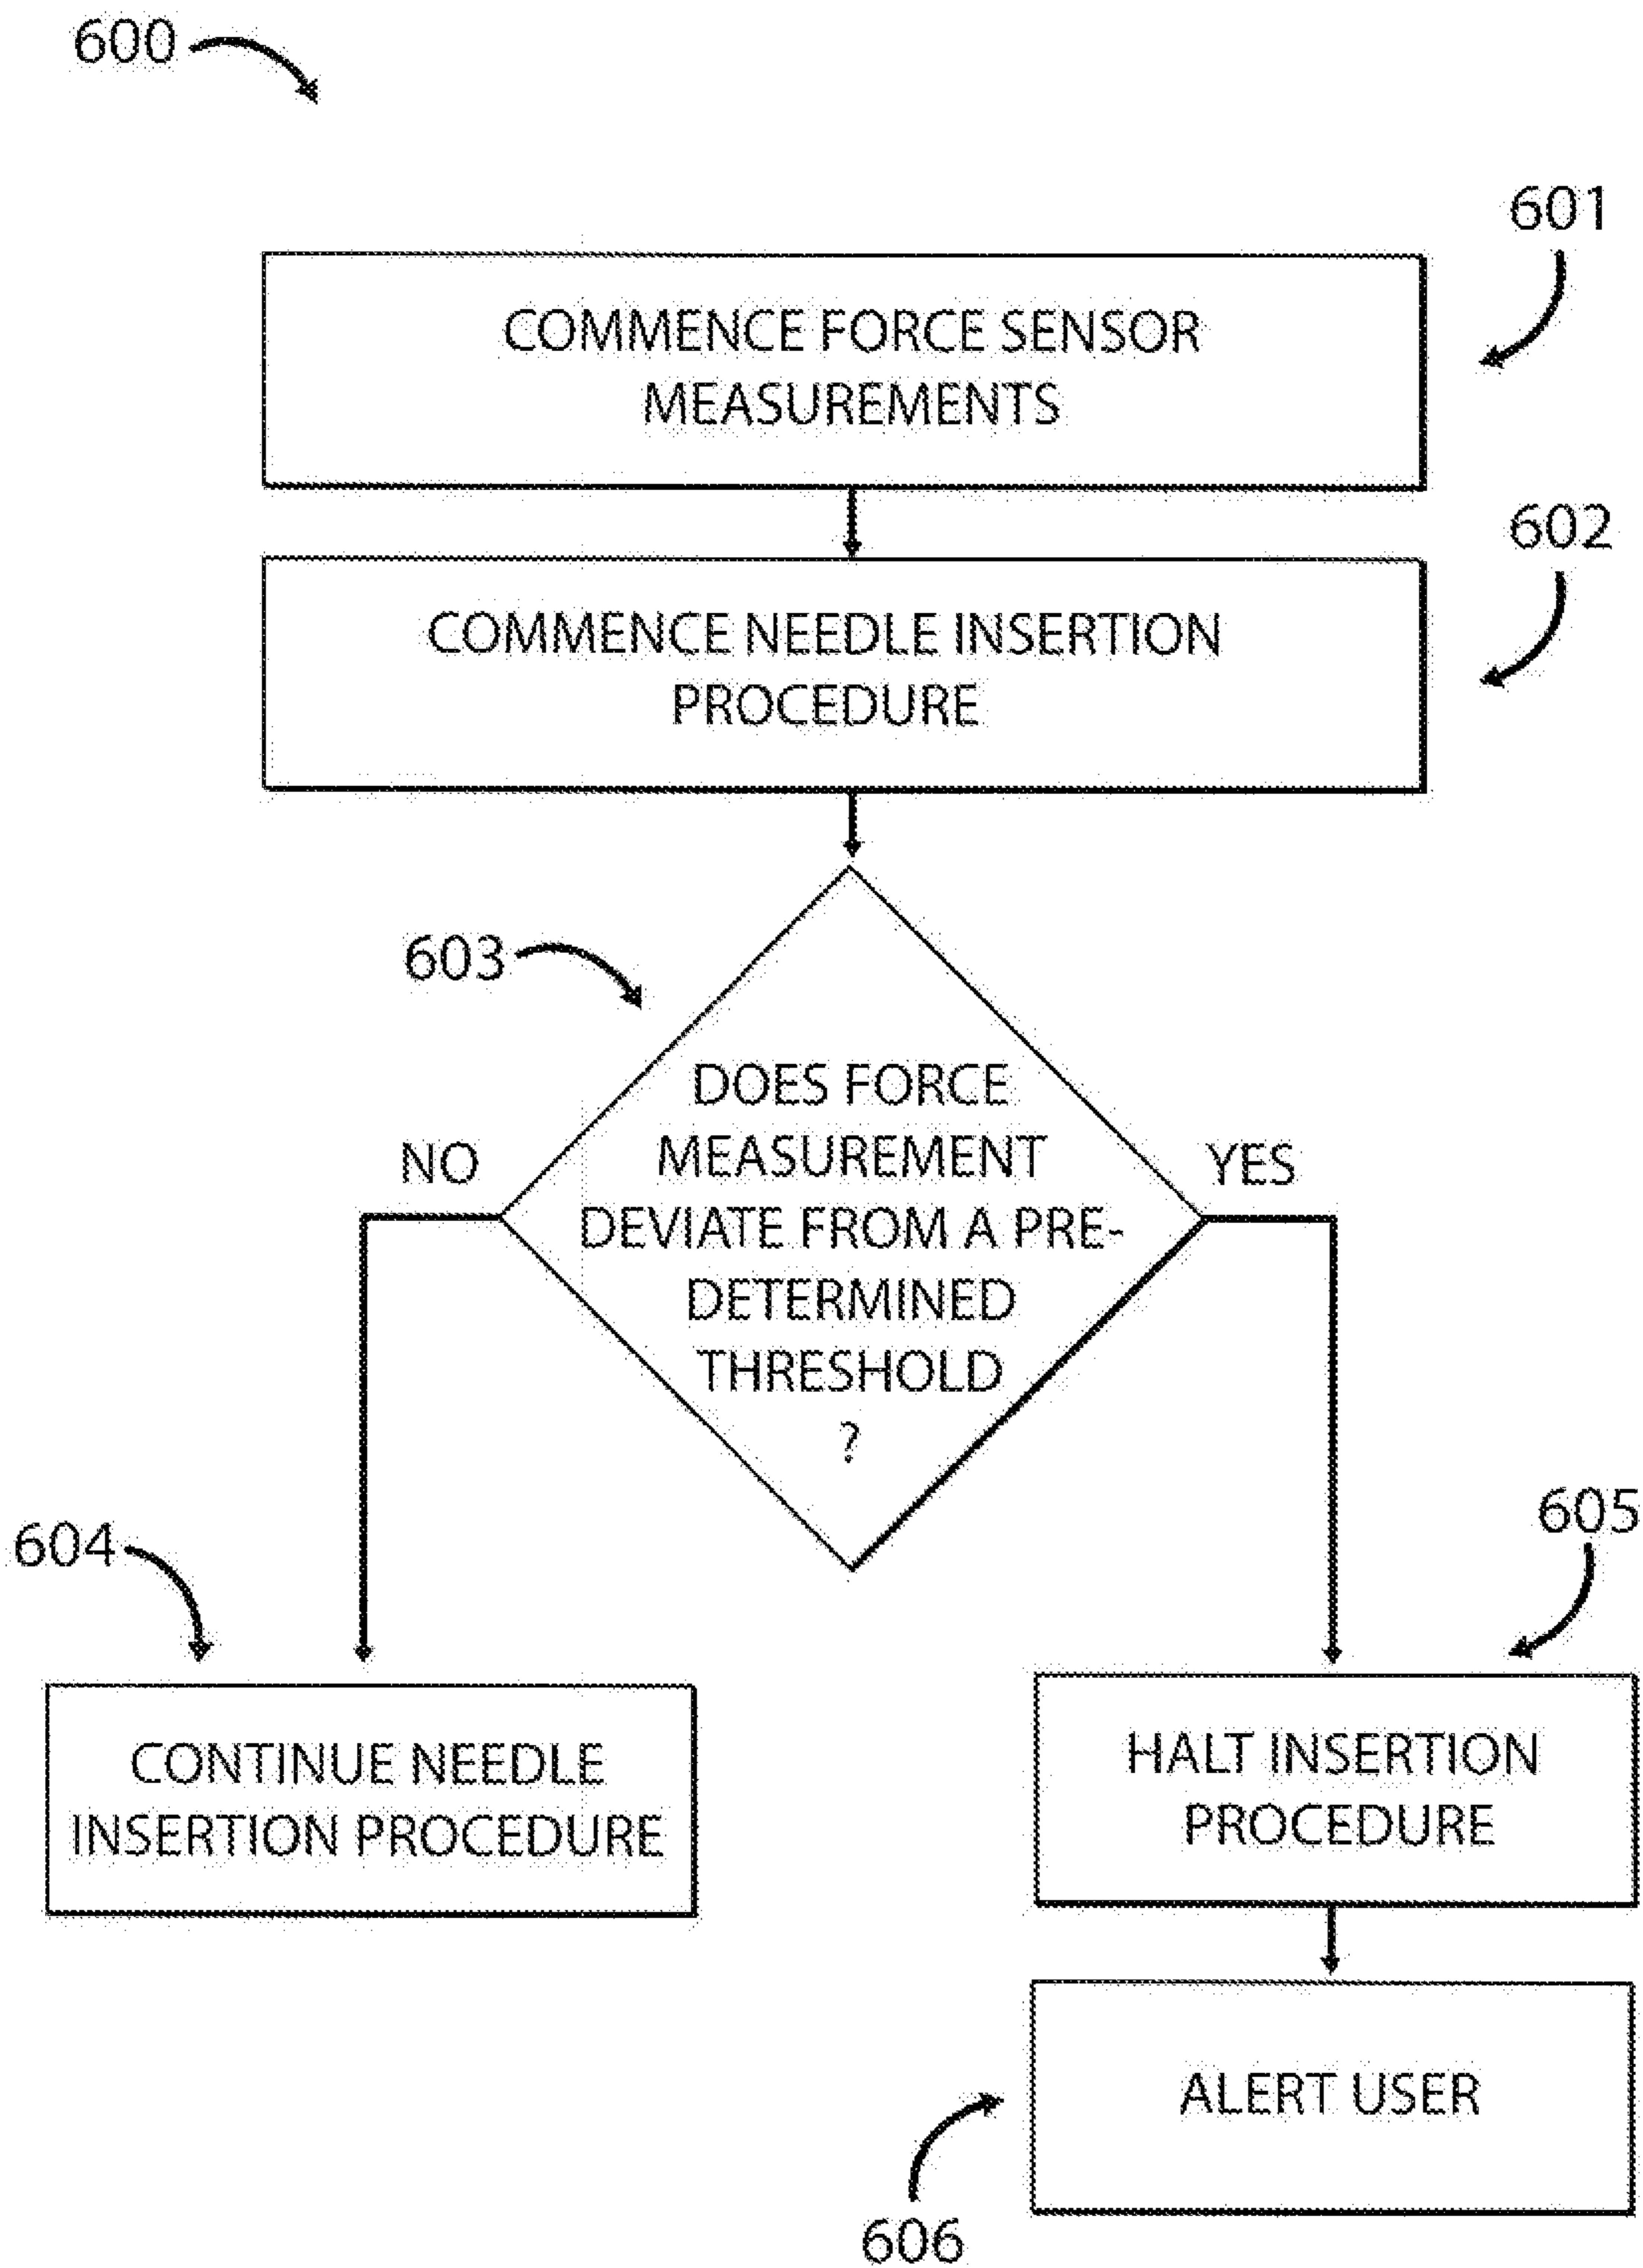 600
601
COMMENCE FORCE SENSOR
MEASUREMENTS
602
COMMENCE NEEDLE INSERTION
PROCEDURE
603
DOES FORCE
MEASUREMENT
DEVIATE FROM A PRE-
DETERMINED
THRESHOLD
?
NO
YES
604
605
CONTINUE NEEDLE
INSERTION PROCEDURE
HALT INSERTION
PROCEDURE
ALERT USER
606